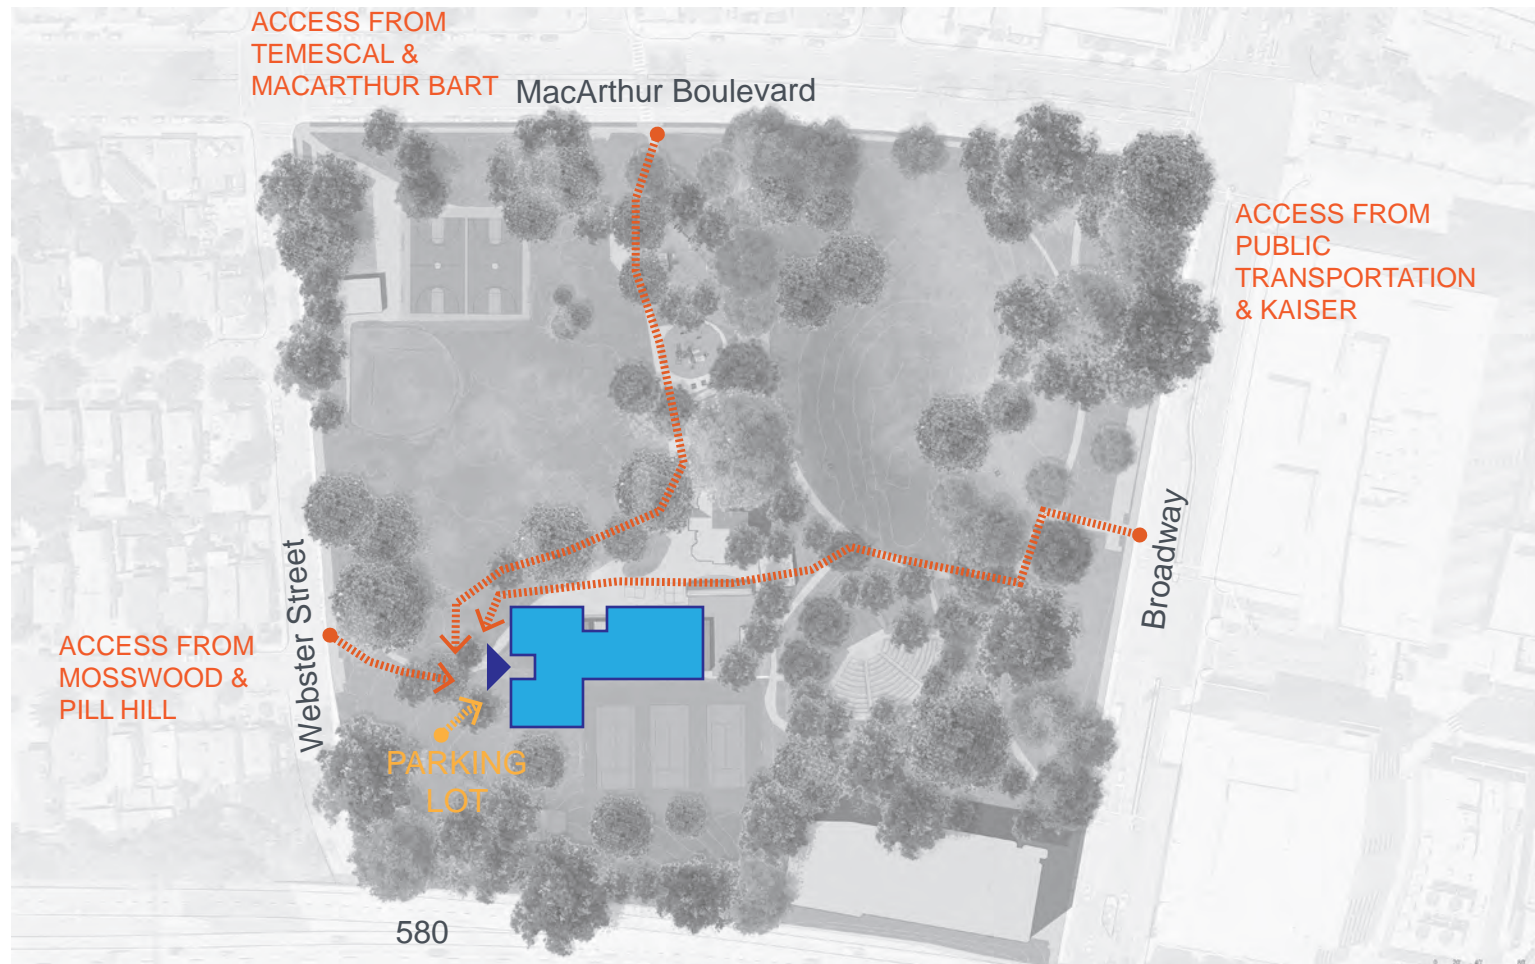 ACCESS FROM
TEMESCAL &
MACARTHUR BART
MacArthur Boulevard
ACCESS FROM
PUBLIC
TRANSPORTATION
& KAISER
Broadway
Webster Street
ACCESS FROM
MOSSWOOD &
PILL HILL
PARKING
LOT
580